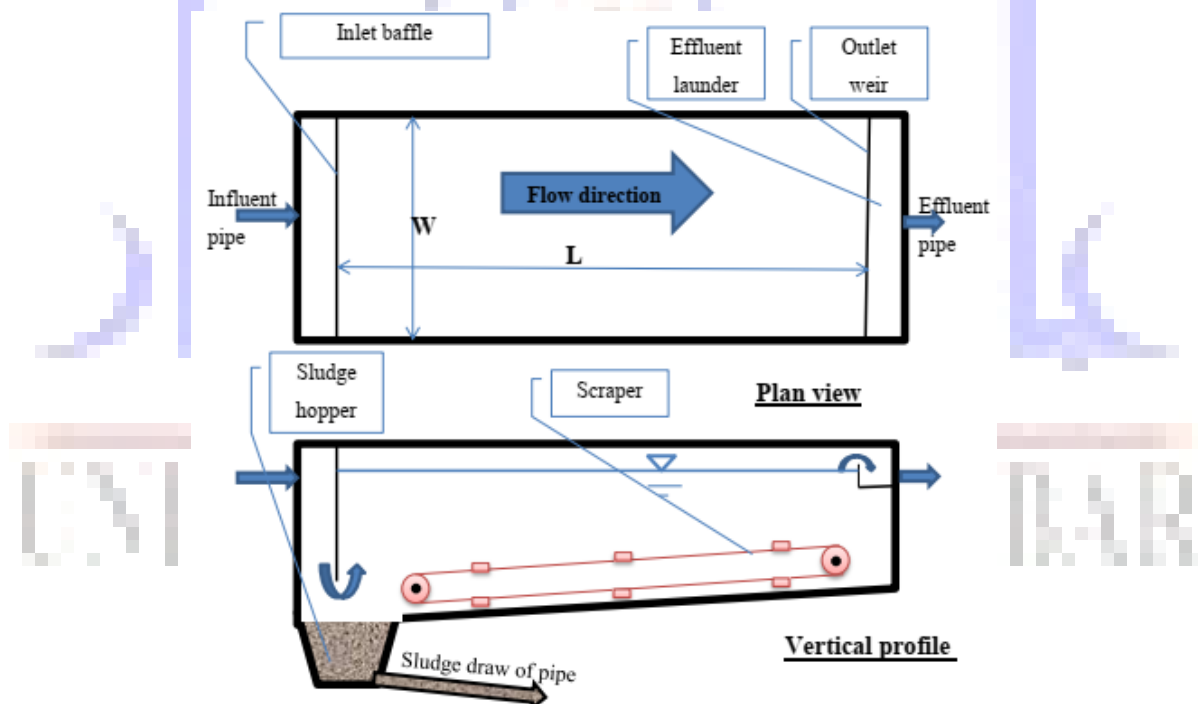 Inlet baffle
Effluent
launder
Outlet
weir
Influent
pipe
Flow direction
W
L
Effluent
pipe
Sludge
hopper
Scraper
Plan view
Vertical profile
Sludge draw of pipe